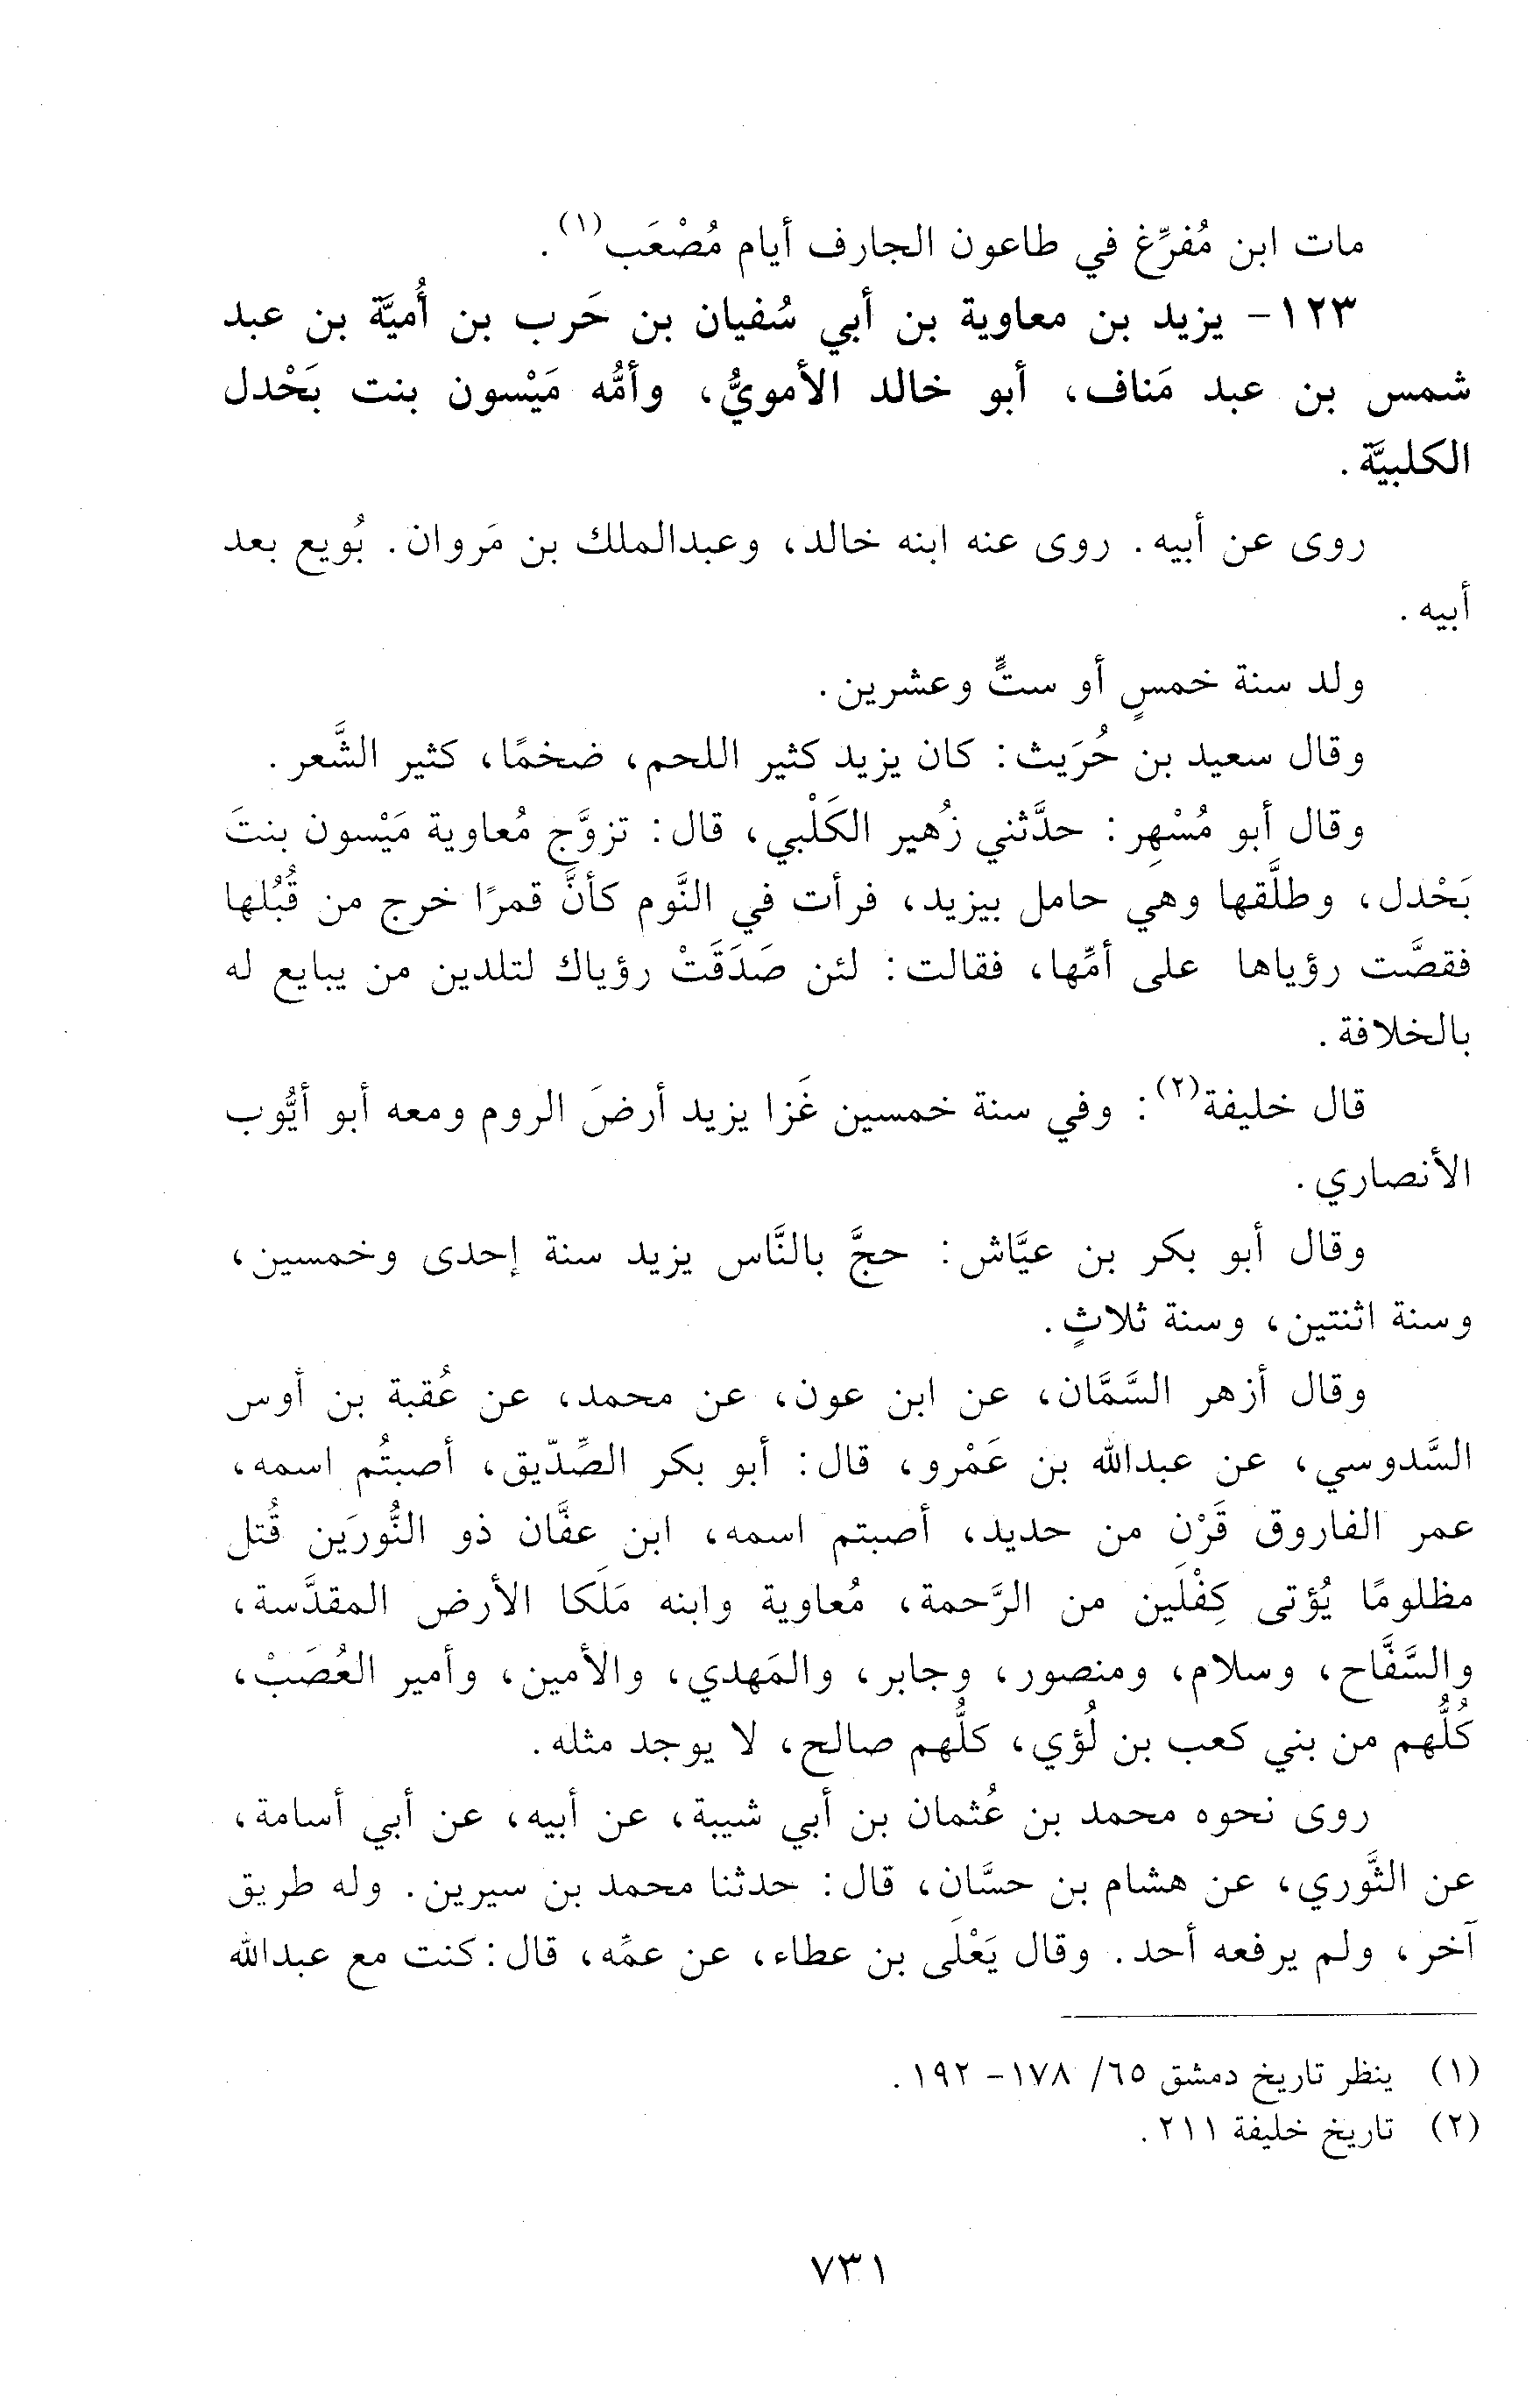 مات ابن مُفرِّغ في طاعون الجارف أيام مُصْعَب(١).
١٢٣- يزيد بن معاوية بن أبي سُفيان بن حَرب بن أُميَّة بن عبد
شمس بن عبد مَناف، أبو خالد الأمويُّ، وأمُّه مَيْسون بنت بَحْدل
الكلبيَّة.
روى عن أبيه. روى عنه ابنه خالد، وعبدالملك بن مَروان. بُويع بعد
أبيه.
ولد سنة خمسٍ أو ستٍّ وعشرين.
وقال سعيد بن حُرَيث: كان يزيد كثير اللحم، ضخمًا، كثير الشَّعر.
وقال أبو مُسْهِر: حدَّثني زُهير الكَلْبي، قال: تزوَّج مُعاوية مَيْسون بنتَ
بَحْدل، وطلَّقها وهي حامل بيزيد، فرأت في النَّوم كأنَّ قمرًا خرج من قُبُلها
فقصَّت رؤياها على أمِّها، فقالت: لئن صَدَقَتْ رؤياك لتلدين من يبايع له
بالخلافة.
قال خليفة(٢): وفي سنة خمسين غَزا يزيد أرضَ الروم ومعه أبو أيُّوب
الأنصاري.
وقال أبو بكر بن عيَّاش: حجَّ بالنَّاس يزيد سنة إحدى وخمسين،
وسنة اثنتين، وسنة ثلاثٍ.
وقال أزهر السَّمَّان، عن ابن عون، عن محمد، عن عُقبة بن أوس
السَّدوسي، عن عبدالله بن عَمْرو، قال: أبو بكر الصِّدّيق، أصبتُم اسمه،
عمر الفاروق قَرْن من حديد، أصبتم اسمه، ابن عفَّان ذو النُّورَين قُتل
مظلومًا يُؤتى كِفْلَين من الرَّحمة، مُعاوية وابنه مَلَكا الأرض المقدَّسة،
والسَّفَّاح، وسلام، ومنصور، وجابر، والمَهدي، والأمين، وأمير العُصَبْ،
كُلُّهم من بني كعب بن لُؤي، كلُّهم صالح، لا يوجد مثله.
روى نحوه محمد بن عُثمان بن أبي شيبة، عن أبيه، عن أبي أسامة،
عن الثَّوري، عن هشام بن حسَّان، قال: حدثنا محمد بن سيرين. وله طريق
آخر، ولم يرفعه أحد. وقال يَعْلَى بن عطاء، عن عمِّه، قال: كنت مع عبدالله
(١) ينظر تاريخ دمشق ٦٥/ ١٧٨- ١٩٢.
(٢) تاريخ خليفة ٢١١.
٧٣١